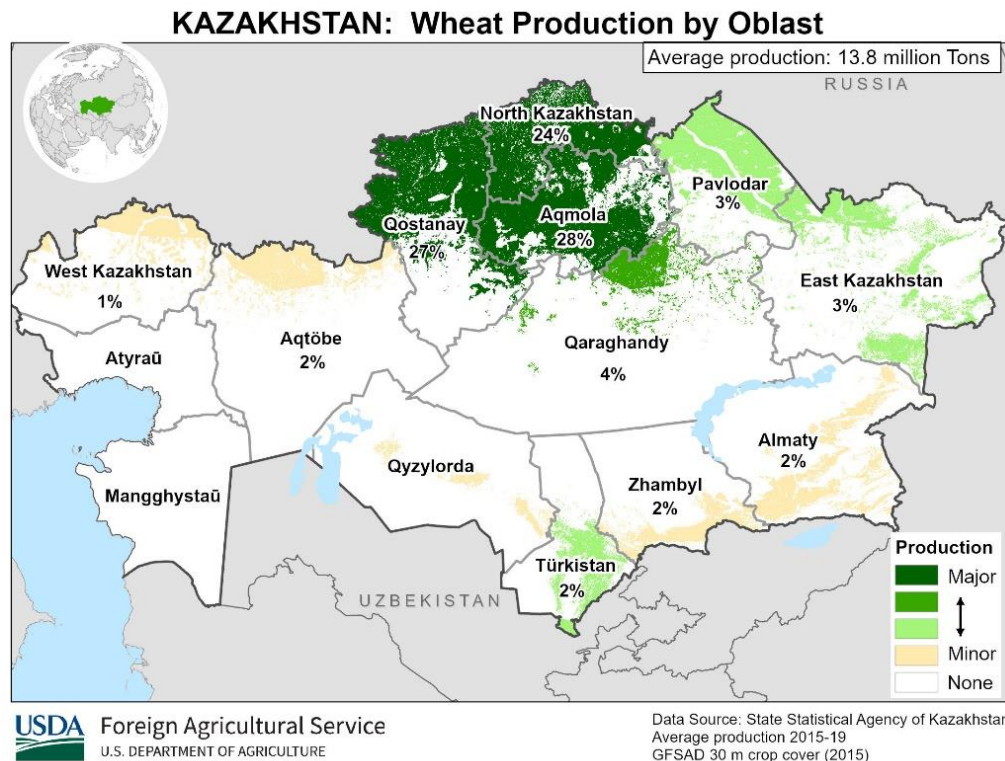 KAZAKHSTAN: Wheat Production by Oblast
Average production: 13.8 million Tons
RUSSIA
North Kazakhstan
24%
Pavlodar
3%
Qostanay
27%
Aqmola
28%
West Kazakhstan
1%
East Kazakhstan
3%
Aqtöbe
2%
Atyraū
Qaraghandy
4%
Almaty
2%
Qyzylorda
Zhambyl
2%
Mangghystaū
Türkistan
2%
UZBEKISTAN
Production
Major
Minor
None
USDA
Foreign Agricultural Service
U.S. DEPARTMENT OF AGRICULTURE
Data Source: State Statistical Agency of Kazakhstan
Average production 2015-19
GFSAD 30 m crop cover (2015)